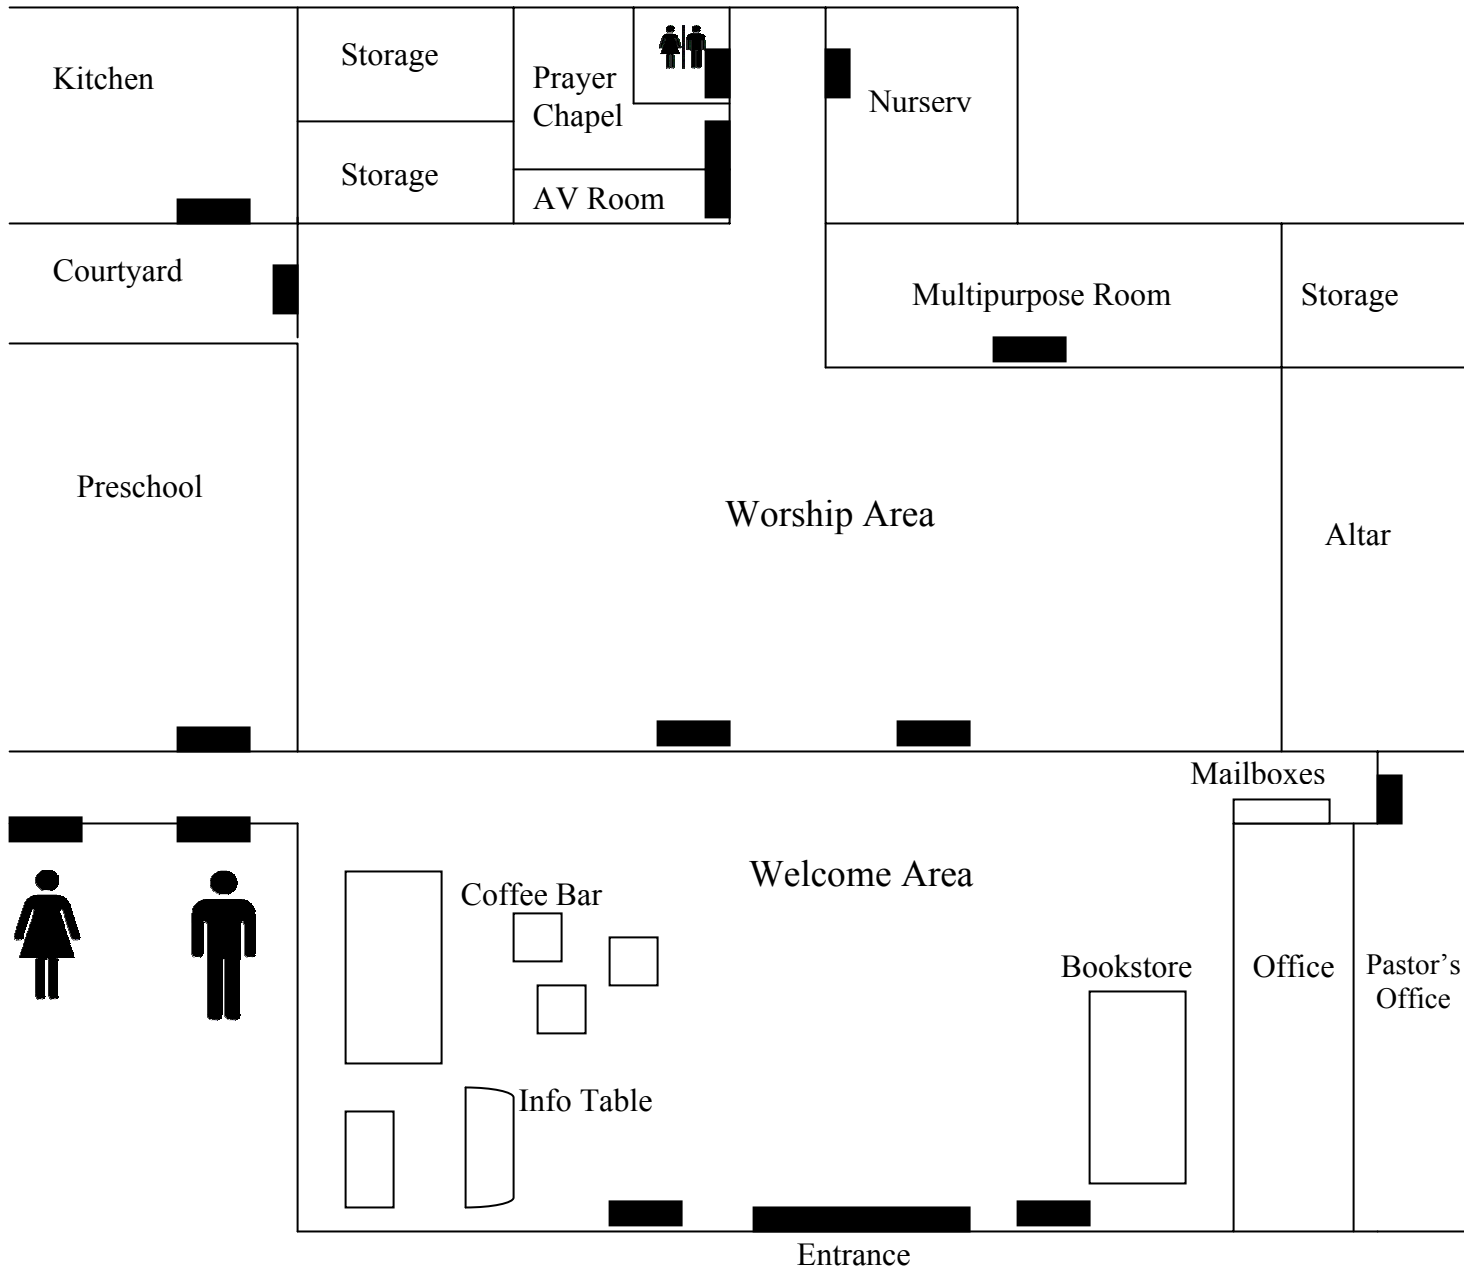 Kitchen
Storage
Prayer
Chapel
Nurserv
Storage
AV Room
Courtyard
Multipurpose Room
Storage
Preschool
Worship Area
Altar
Mailboxes
Welcome Area
Coffee Bar
Bookstore
Office
Pastor’s
Office
Info Table
Entrance